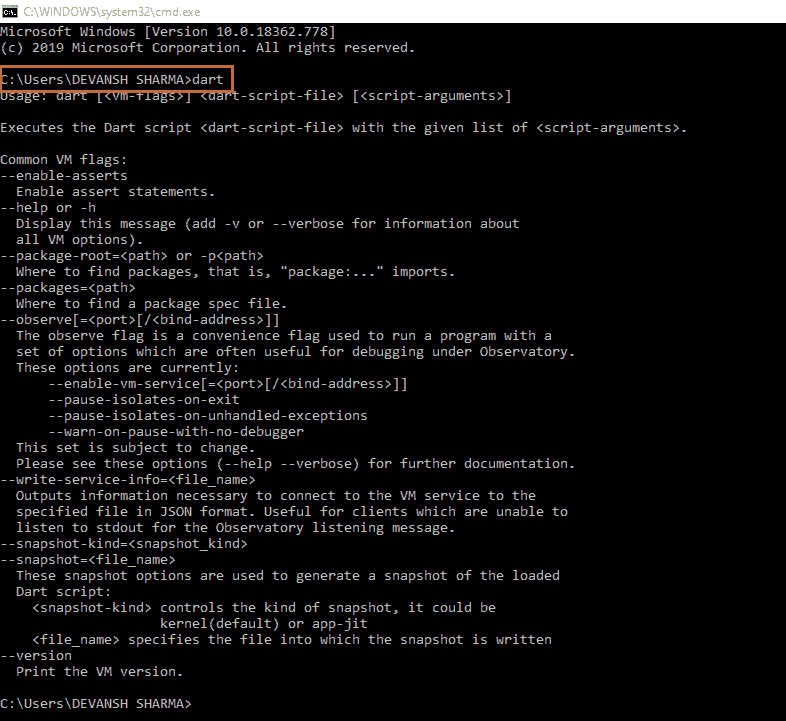 C:\WINDOWS\system32\cmd.exe
Microsoft Windows [Version 10.0.18362.778]
(c) 2019 Microsoft Corporation. All rights reserved.
C:\Users\DEVANSH SHARMA>dart
Usage: dart [<vm-flags>] <dart-script-file> [<script-arguments>]
Executes the Dart script <dart-script-file> with the given list of <script-arguments>.
Common VM flags:
--enable-asserts
Enable assert statements.
--help or -h
Display this message (add -v or --verbose for information about
all VM options).
--package-root=<path> or -p<path>
Where to find packages, that is, "package:..." imports.
--packages=<path>
Where to find a package spec file.
--observe[=<port>[/<bind-address>]]
The observe flag is a convenience flag used to run a program with a
set of options which are often useful for debugging under Observatory.
These options are currently:
--enable-vm-service[=<port>[/<bind-address>]]
--pause-isolates-on-exit
--pause-isolates-on-unhandled-exceptions
--warn-on-pause-with-no-debugger
This set is subject to change.
Please see these options (--help --verbose) for further documentation.
--write-service-info=<file_name>
Outputs information necessary to connect to the VM service to the
specified file in JSON format. Useful for clients which are unable to
listen to stdout for the Observatory listening message.
--snapshot-kind=<snapshot_kind>
--snapshot=<file_name>
These snapshot options are used to generate a snapshot of the loaded
Dart script:
<snapshot-kind> controls the kind of snapshot, it could be
kernel(default) or app-jit
<file_name> specifies the file into which the snapshot is written
--version
Print the VM version.
C:\Users\DEVANSH SHARMA>